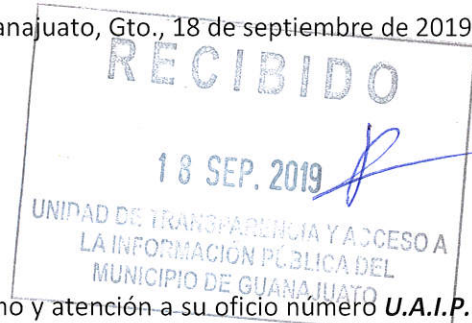 anajuato, Gto., 18 de septiembre de 2019
RECIBIDO
18 SEP. 2019
UNIDAD DE TRANSPARENCIA Y ACCESO A
LA INFORMACIÓN PÚBLICA DEL
MUNICIPIO DE GUANAJUATO
no y atención a su oficio número U.A.I.P.